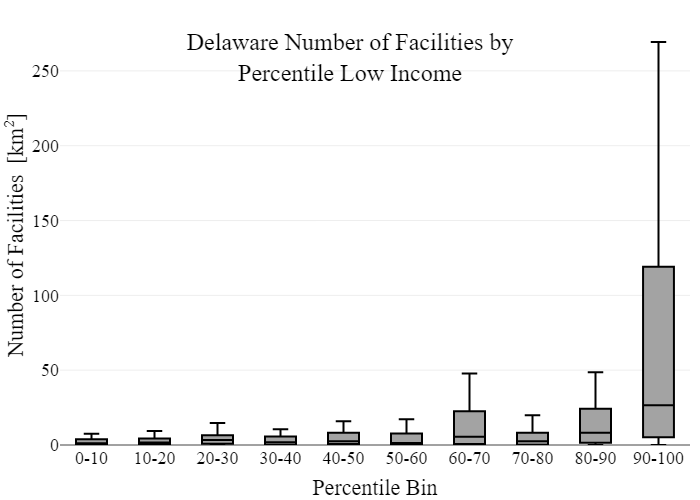 Delaware Number of Facilities by
Percentile Low Income
Number of Facilities [km²]
250
200
150
100
50
0
0-10 10-20 20-30 30-40 40-50 50-60 60-70 70-80 80-90 90-100
Percentile Bin